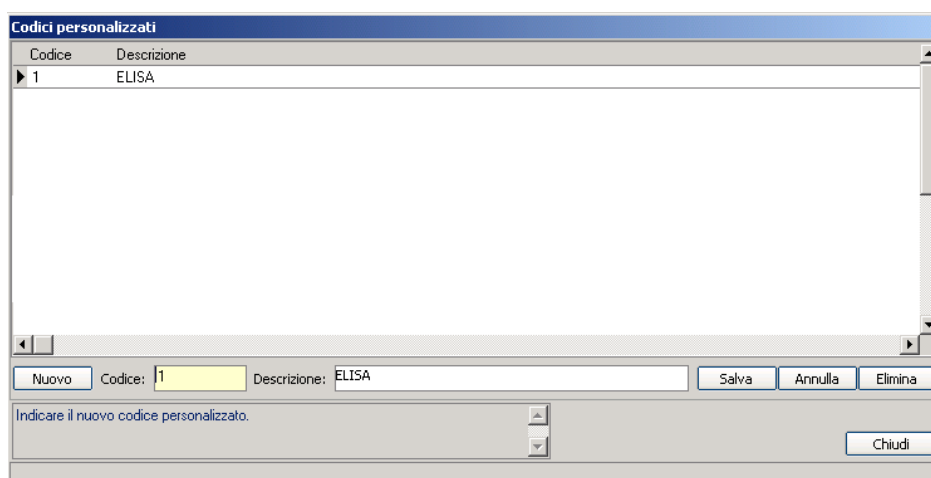 Codici personalizzati
Codice Descrizione
1 ELISA
Nuovo Codice: 1 Descrizione: ELISA Salva Annulla Elimina
Indicare il nuovo codice personalizzato.
Chiudi